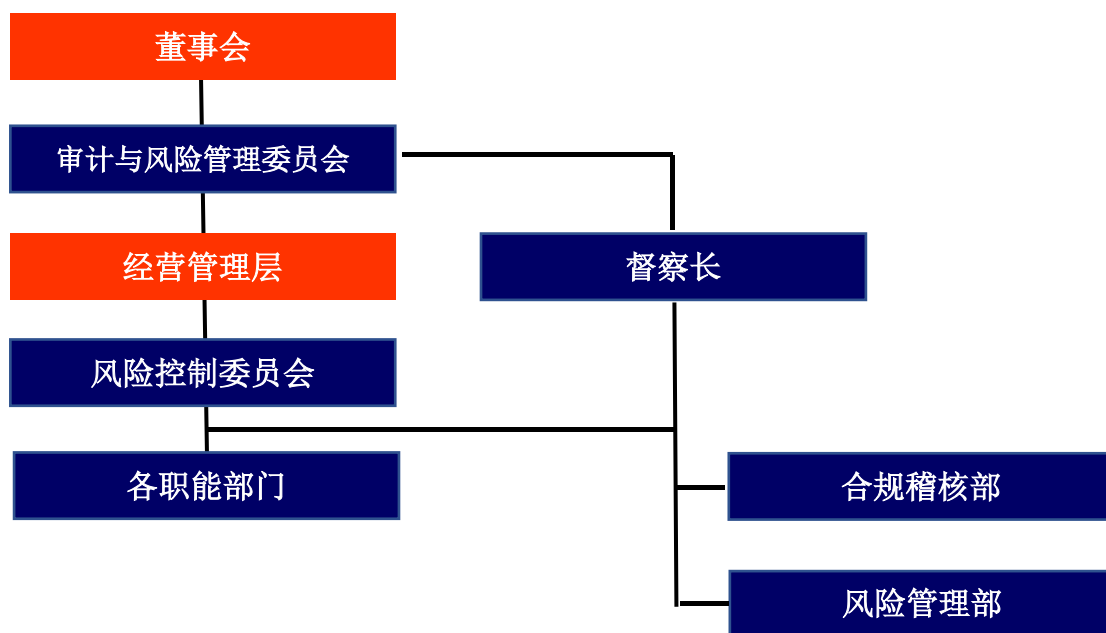 董事会
审计与风险管理委员会
经营管理层
督察长
风险控制委员会
各职能部门
合规稽核部
风险管理部